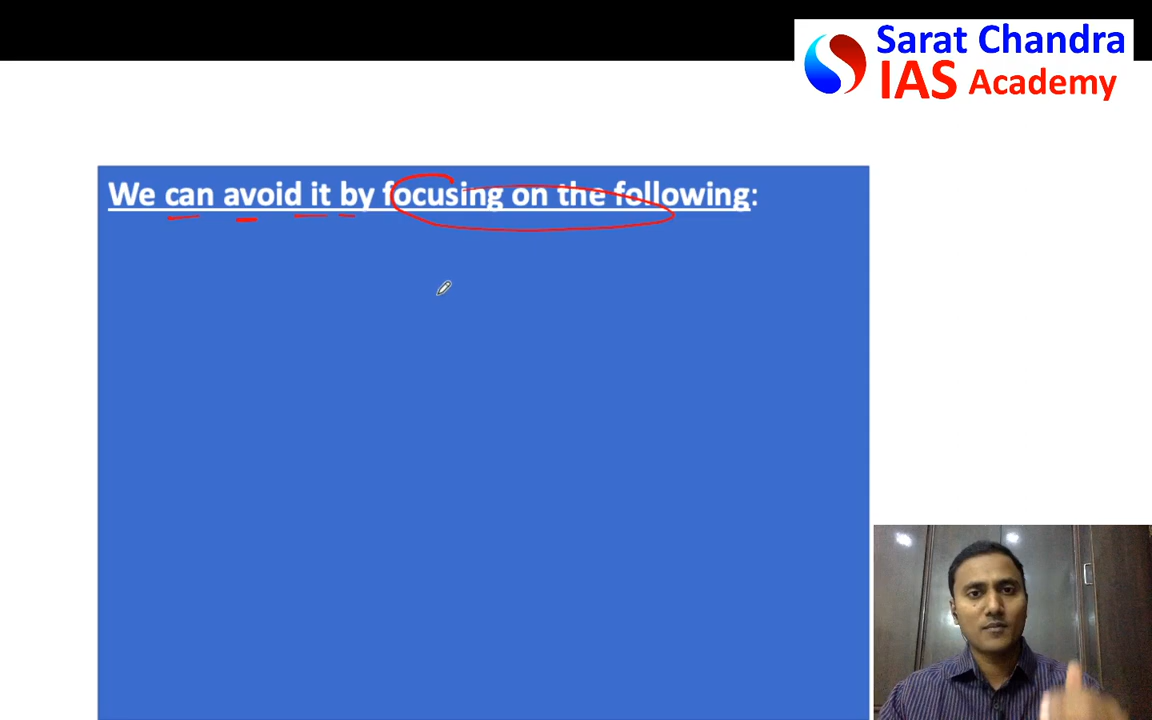 Sarat Chandra
IAS Academy
We can avoid it by focusing on the following: